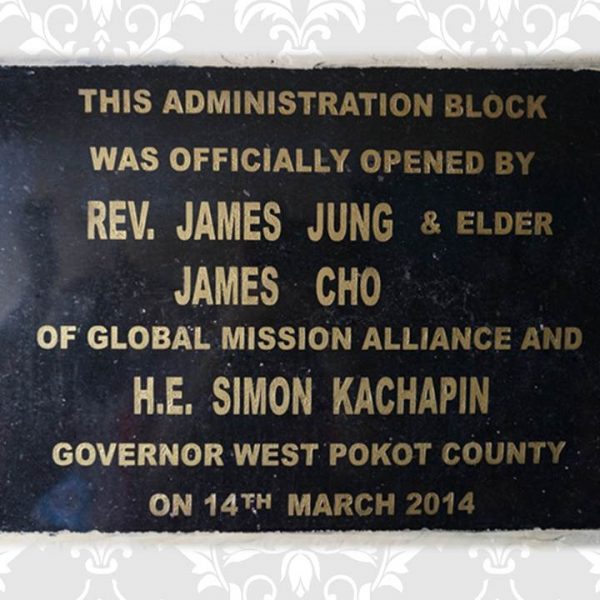 THIS ADMINISTRATION BLOCK
WAS OFFICIALLY OPENED BY
REV. JAMES JUNG & ELDER
JAMES CHO
OF GLOBAL MISSION ALLIANCE AND
H.E. SIMON KACHAPIN
GOVERNOR WEST POKOT COUNTY
ON 14TH MARCH 2014